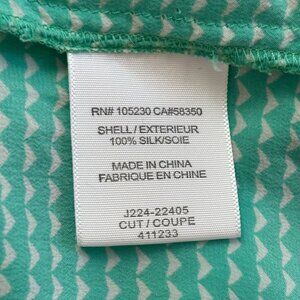 RN# 105230 CA#58350
SHELL / EXTERIEUR
100% SILK/SOIE
MADE IN CHINA
FABRIQUE EN CHINE
J224-22405
CUT / COUPE
411233